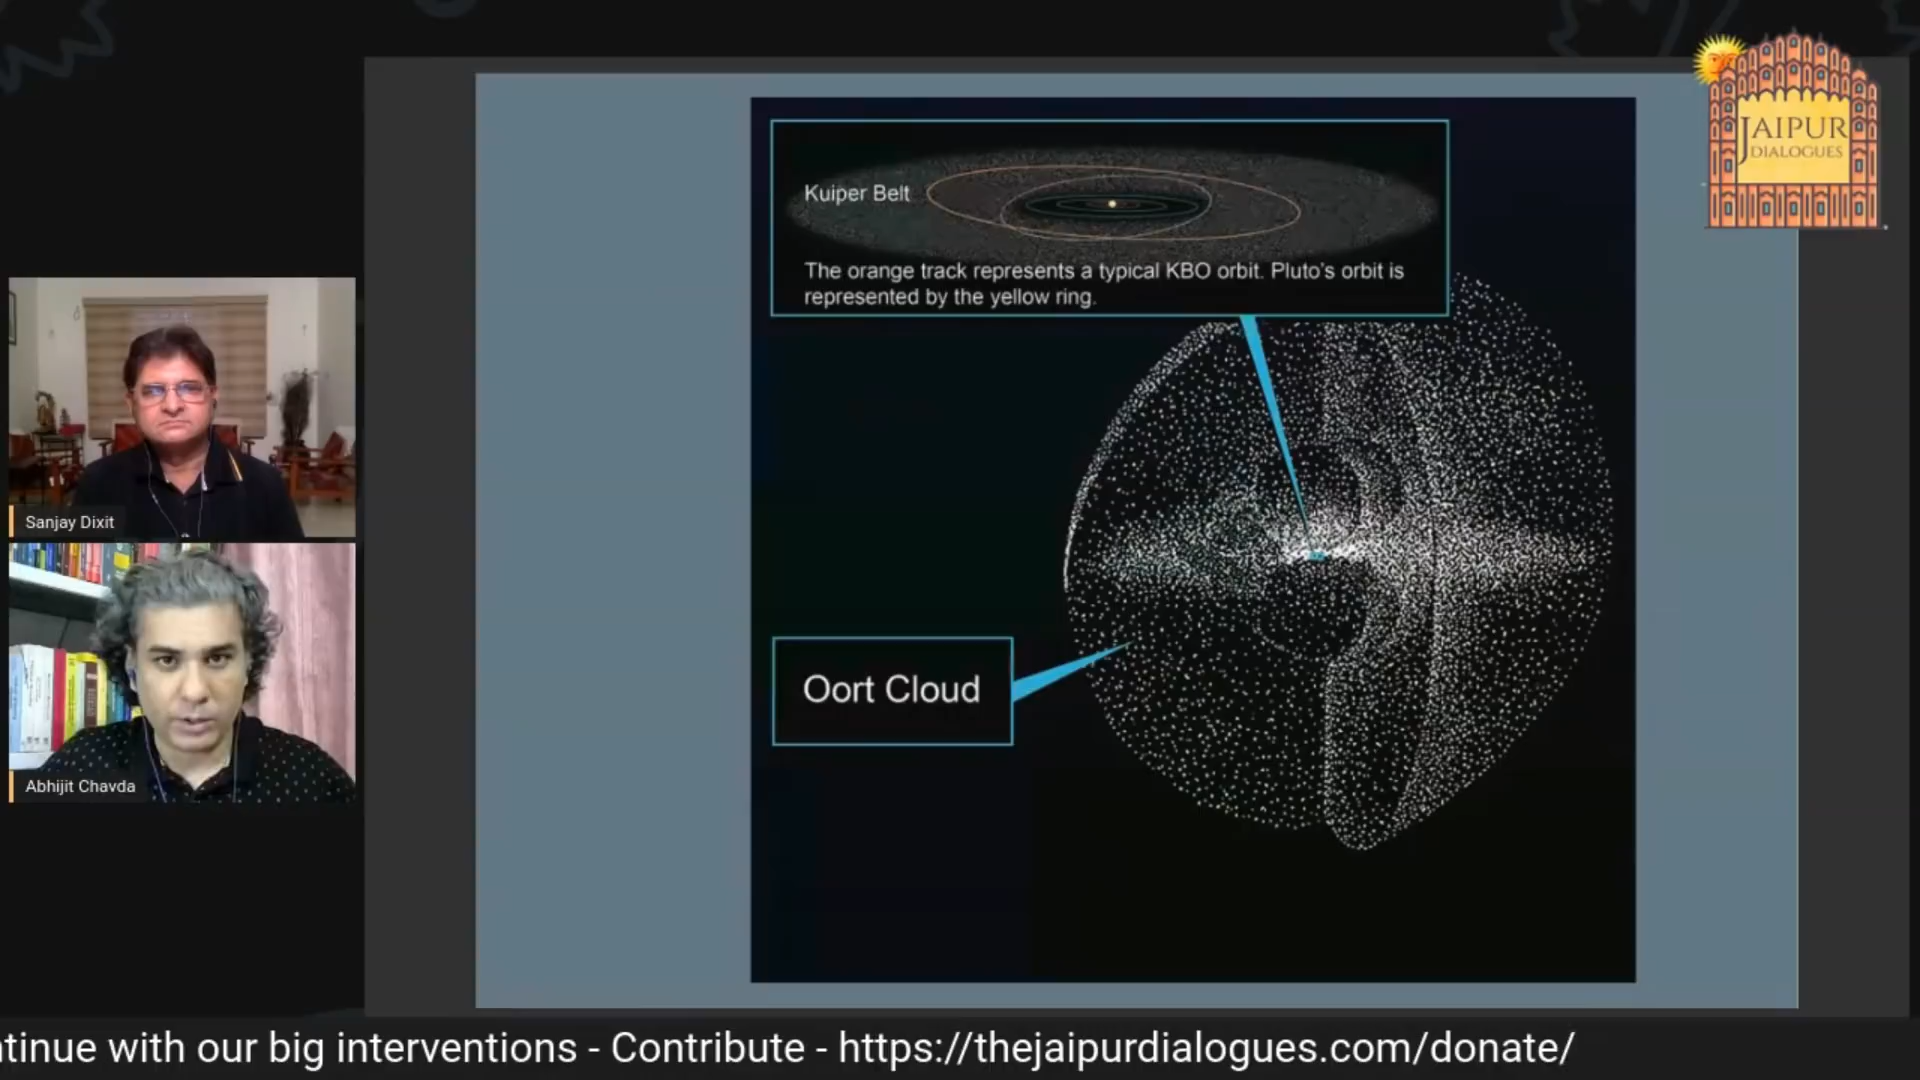 JAIPUR
DIALOGUES
Kuiper Belt
The orange track represents a typical KBO orbit. Pluto's orbit is
represented by the yellow ring.
Oort Cloud
Sanjay Dixit
Abhijit Chavda
tinue with our big interventions - Contribute - https://thejaipurdialogues.com/donate/